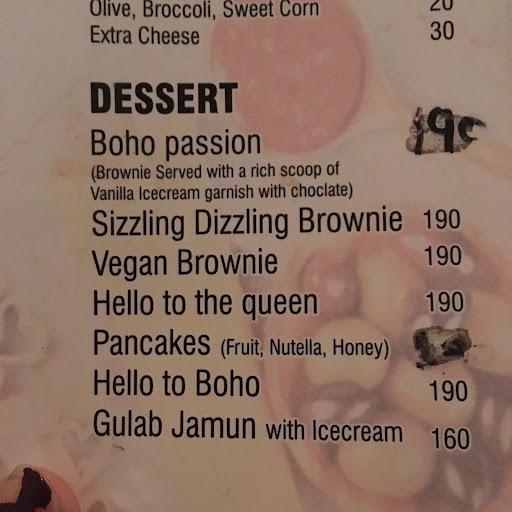 Olive, Broccoli, Sweet Corn 20
Extra Cheese 30
DESSERT
Boho passion
(Brownie Served with a rich scoop of
Vanilla Icecream garnish with choclate)
Sizzling Dizzling Brownie 190
Vegan Brownie 190
Hello to the queen 190
Pancakes (Fruit, Nutella, Honey)
Hello to Boho 190
Gulab Jamun with Icecream 160